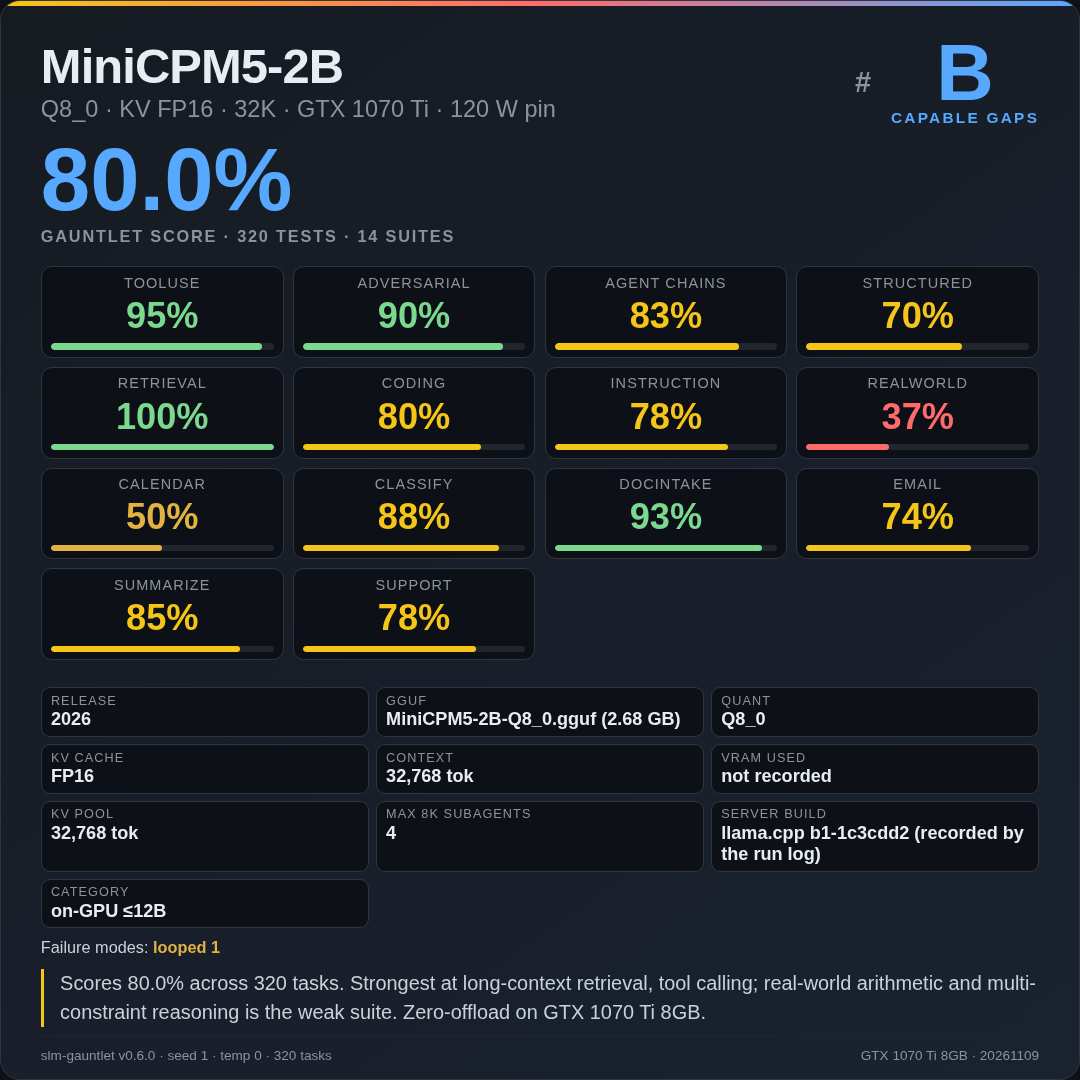 MiniCPM5-2B
Q8_0 · KV FP16 · 32K · GTX 1070 Ti · 120 W pin
#
B
CAPABLE GAPS
80.0%
GAUNTLET SCORE · 320 TESTS · 14 SUITES
TOOLUSE
95%
ADVERSARIAL
90%
AGENT CHAINS
83%
STRUCTURED
70%
RETRIEVAL
100%
CODING
80%
INSTRUCTION
78%
REALWORLD
37%
CALENDAR
50%
CLASSIFY
88%
DOCINTAKE
93%
EMAIL
74%
SUMMARIZE
85%
SUPPORT
78%
RELEASE
2026
GGUF
MiniCPM5-2B-Q8_0.gguf (2.68 GB)
QUANT
Q8_0
KV CACHE
FP16
CONTEXT
32,768 tok
VRAM USED
not recorded
KV POOL
32,768 tok
MAX 8K SUBAGENTS
4
SERVER BUILD
llama.cpp b1-1c3cdd2 (recorded by
the run log)
CATEGORY
on-GPU ≤12B
Failure modes: looped 1
Scores 80.0% across 320 tasks. Strongest at long-context retrieval, tool calling; real-world arithmetic and multi-
constraint reasoning is the weak suite. Zero-offload on GTX 1070 Ti 8GB.
slm-gauntlet v0.6.0 · seed 1 · temp 0 · 320 tasks
GTX 1070 Ti 8GB · 20261109